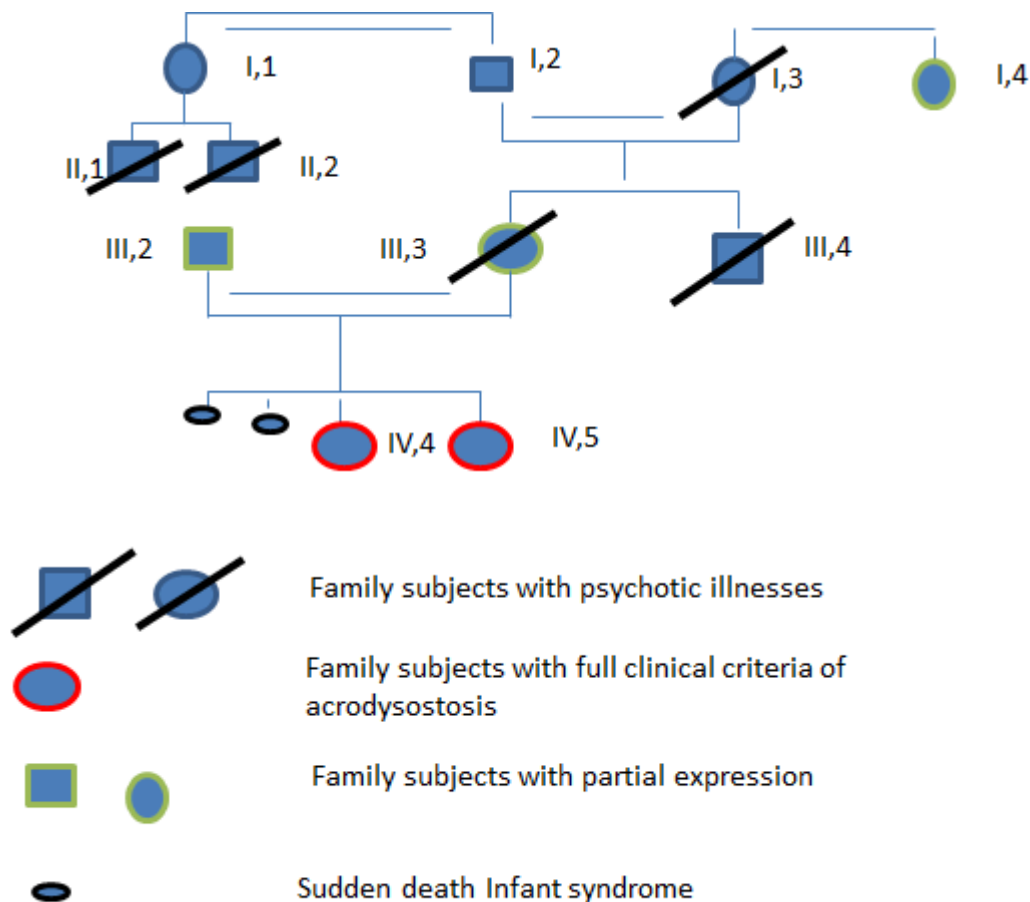 I,1
I,2
I,3
I,4
II,1
II,2
III,2
III,3
III,4
IV,4
IV,5
Family subjects with psychotic illnesses
Family subjects with full clinical criteria of
acrodysostosis
Family subjects with partial expression
Sudden death Infant syndrome